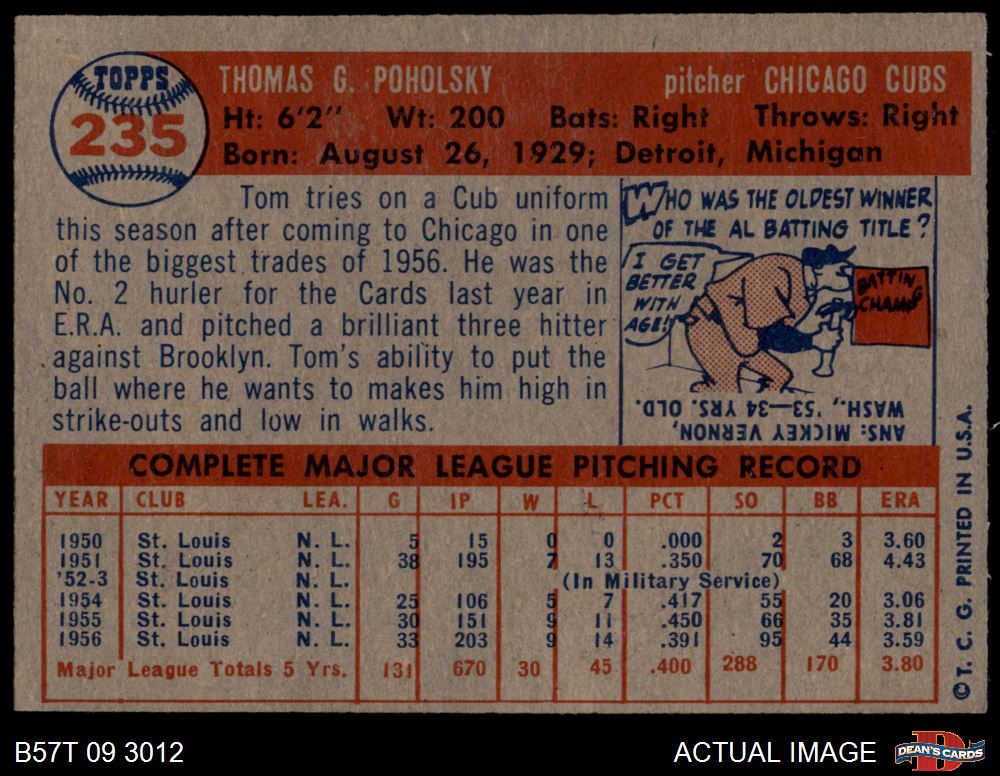 TOPPS
235
THOMAS G. POHOLSKY pitcher CHICAGO CUBS
Ht: 6'2" Wt: 200 Bats: Right Throws: Right
Born: August 26, 1929; Detroit, Michigan
Tom tries on a Cub uniform
this season after coming to Chicago in one
of the biggest trades of 1956. He was the
No. 2 hurler for the Cards last year in
E.R.A. and pitched a brilliant three hitter
against Brooklyn. Tom's ability to put the
ball where he wants to makes him high in
strike-outs and low in walks.
WHO WAS THE OLDEST WINNER
OF THE AL BATTING TITLE?
I GET
BETTER
WITH
AGE!
BATTING
CHAMP
ANS: MICKEY VERNON,
WASH., '53—34 YRS. OLD.
COMPLETE MAJOR LEAGUE PITCHING RECORD
YEAR CLUB LEA. G IP W L PCT SO BB ERA
1950 St. Louis N. L. 5 15 0 0 .000 2 3 3.60
1951 St. Louis N. L. 38 195 7 13 .350 70 68 4.43
'52-3 St. Louis (In Military Service)
1954 St. Louis N. L. 25 106 5 7 .417 55 20 3.06
1955 St. Louis N. L. 30 151 9 11 .450 66 35 3.81
1956 St. Louis N. L. 33 203 9 14 .391 95 44 3.59
Major League Totals 5 Yrs. 131 670 30 45 .400 288 170 3.80
© T. C. G. PRINTED IN U.S.A.
B57T 09 3012 ACTUAL IMAGE
D
DEAN'S CARDS